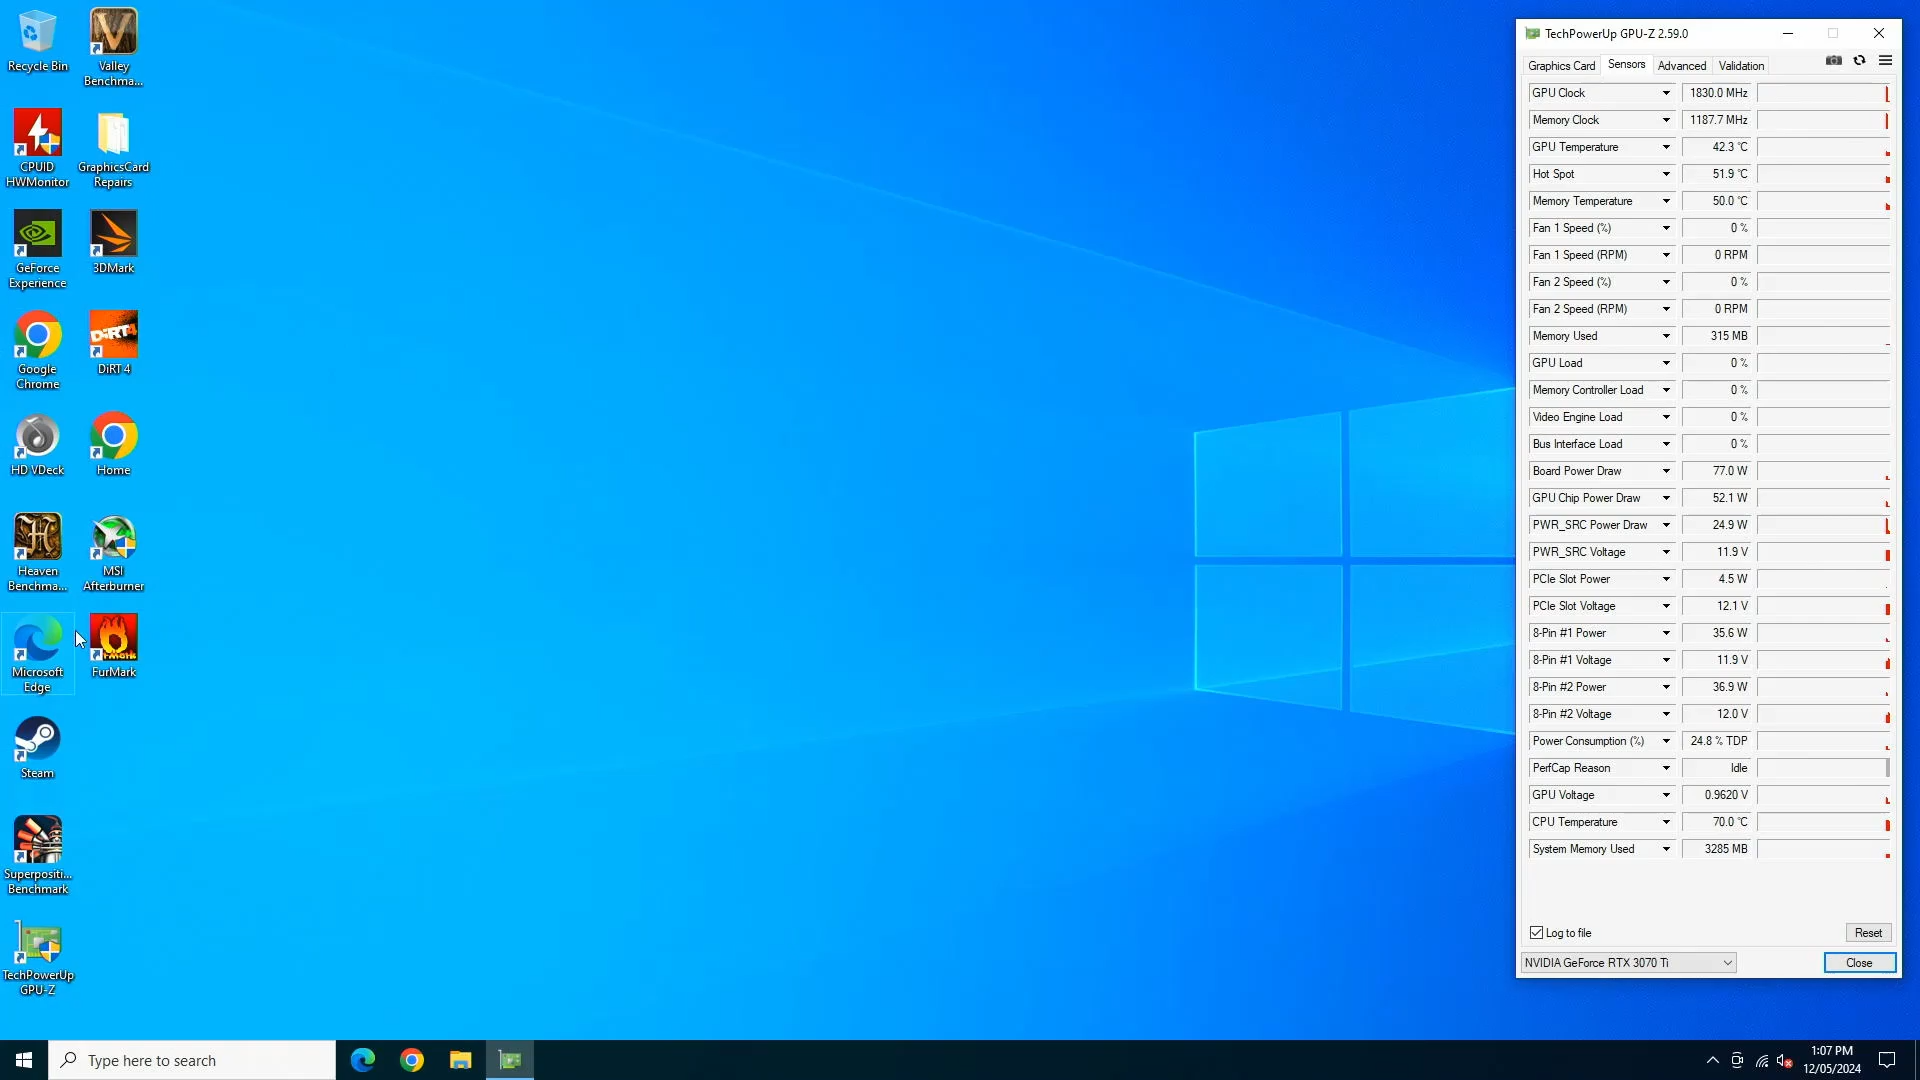 Recycle Bin
Valley
Benchma...
CPUID
HWMonitor
GraphicsCard
Repairs
GeForce
Experience
3DMark
Google
Chrome
DiRT 4
HD VDeck
Home
Heaven
Benchma...
MSI
Afterburner
Microsoft
Edge
FurMark
Steam
Superpositi...
Benchmark
TechPowerUp
GPU-Z
TechPowerUp GPU-Z 2.59.0
Graphics Card Sensors Advanced Validation
GPU Clock 1830.0 MHz
Memory Clock 1187.7 MHz
GPU Temperature 42.3 °C
Hot Spot 51.9 °C
Memory Temperature 50.0 °C
Fan 1 Speed (%) 0 %
Fan 1 Speed (RPM) 0 RPM
Fan 2 Speed (%) 0 %
Fan 2 Speed (RPM) 0 RPM
Memory Used 315 MB
GPU Load 0 %
Memory Controller Load 0 %
Video Engine Load 0 %
Bus Interface Load 0 %
Board Power Draw 77.0 W
GPU Chip Power Draw 52.1 W
PWR_SRC Power Draw 24.9 W
PWR_SRC Voltage 11.9 V
PCIe Slot Power 4.5 W
PCIe Slot Voltage 12.1 V
8-Pin #1 Power 35.6 W
8-Pin #1 Voltage 11.9 V
8-Pin #2 Power 36.9 W
8-Pin #2 Voltage 12.0 V
Power Consumption (%) 24.8 % TDP
PerfCap Reason Idle
GPU Voltage 0.9620 V
CPU Temperature 70.0 °C
System Memory Used 3285 MB
Log to file Reset
NVIDIA GeForce RTX 3070 Ti Close
Type here to search
1:07 PM
12/05/2024